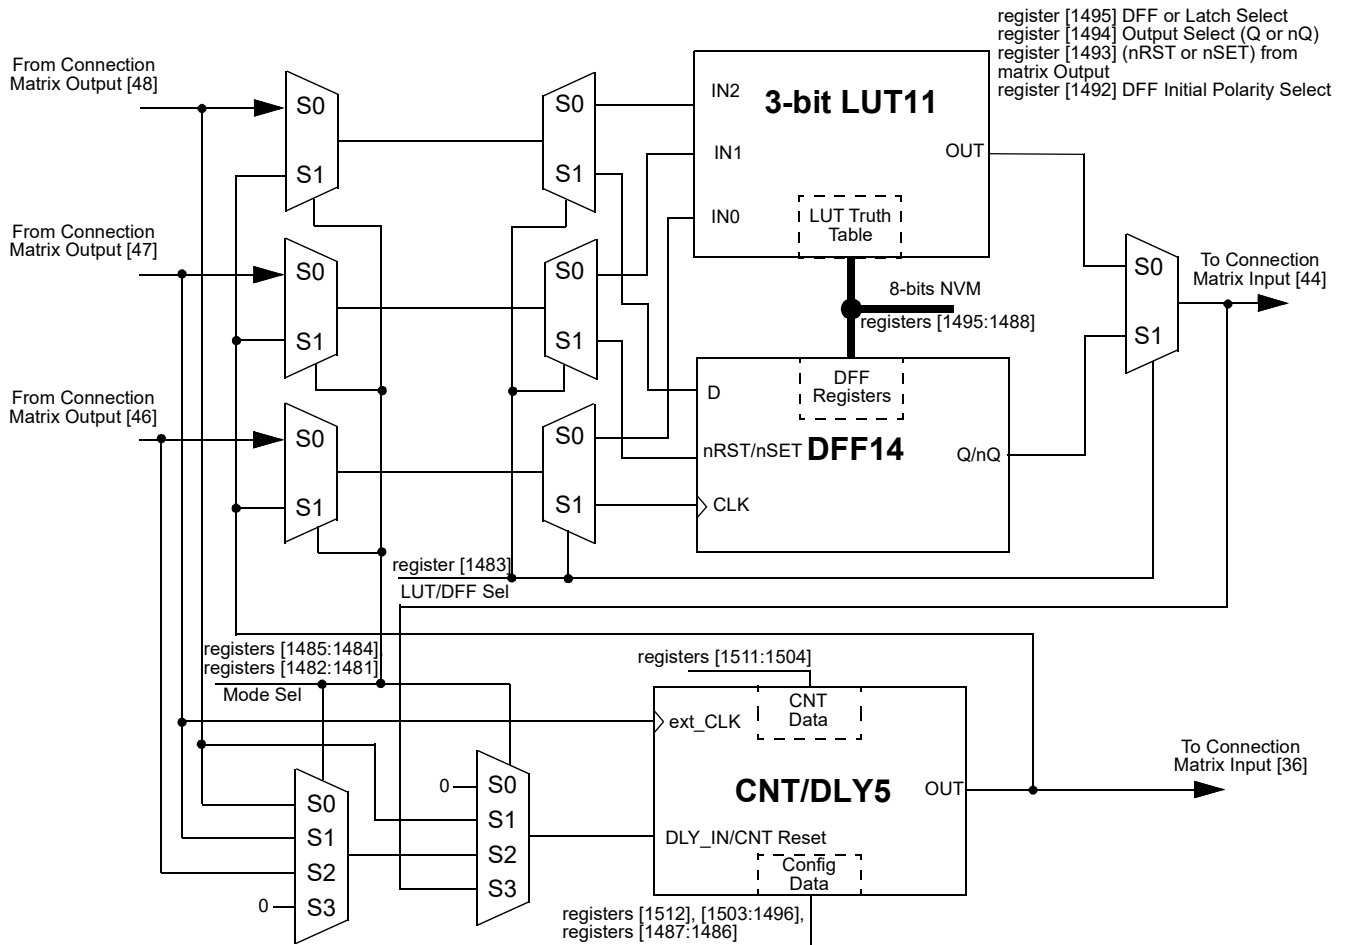 register [1495] DFF or Latch Select
register [1494] Output Select (Q or nQ)
register [1493] (nRST or nSET) from
matrix Output
register [1492] DFF Initial Polarity Select
From Connection
Matrix Output [48]
S0
S1
S0
S1
IN2
3-bit LUT11
IN1
OUT
IN0
LUT Truth
Table
From Connection
Matrix Output [47]
S0
S1
S0
S1
8-bits NVM
registers [1495:1488]
S0
S1
To Connection
Matrix Input [44]
From Connection
Matrix Output [46]
S0
S1
S0
S1
DFF
Registers
D
nRST/nSET
DFF14
Q/nQ
CLK
register [1483]
LUT/DFF Sel
registers [1485:1484],
registers [1482:1481]
Mode Sel
registers [1511:1504]
CNT
Data
ext_CLK
CNT/DLY5
OUT
To Connection
Matrix Input [36]
DLY_IN/CNT Reset
Config
Data
0
S0
S1
S2
S3
S0
S1
S2
0
S3
registers [1512], [1503:1496],
registers [1487:1486]